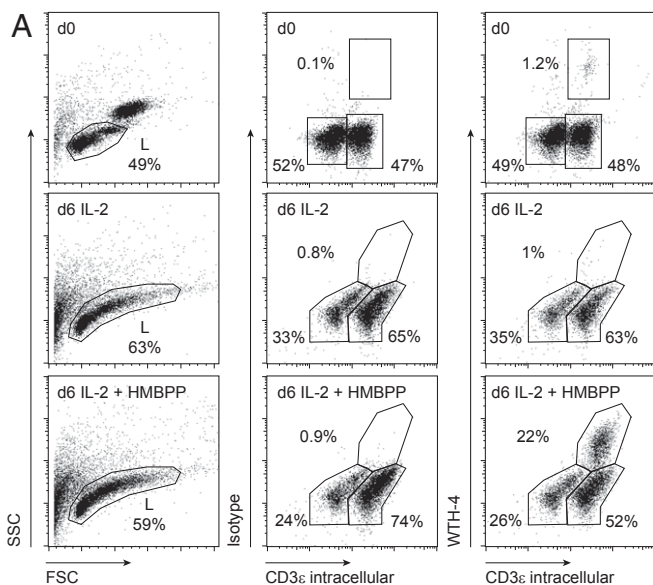 A
d0
L
49%
SSC
d0
0.1%
52%
47%
d0
1.2%
49%
48%
d6 IL-2
L
63%
d6 IL-2
0.8%
33%
65%
d6 IL-2
1%
35%
63%
d6 IL-2 + HMBPP
L
59%
FSC
d6 IL-2 + HMBPP
0.9%
24%
74%
Isotype
CD3ε intracellular
d6 IL-2 + HMBPP
22%
26%
52%
WTH-4
CD3ε intracellular